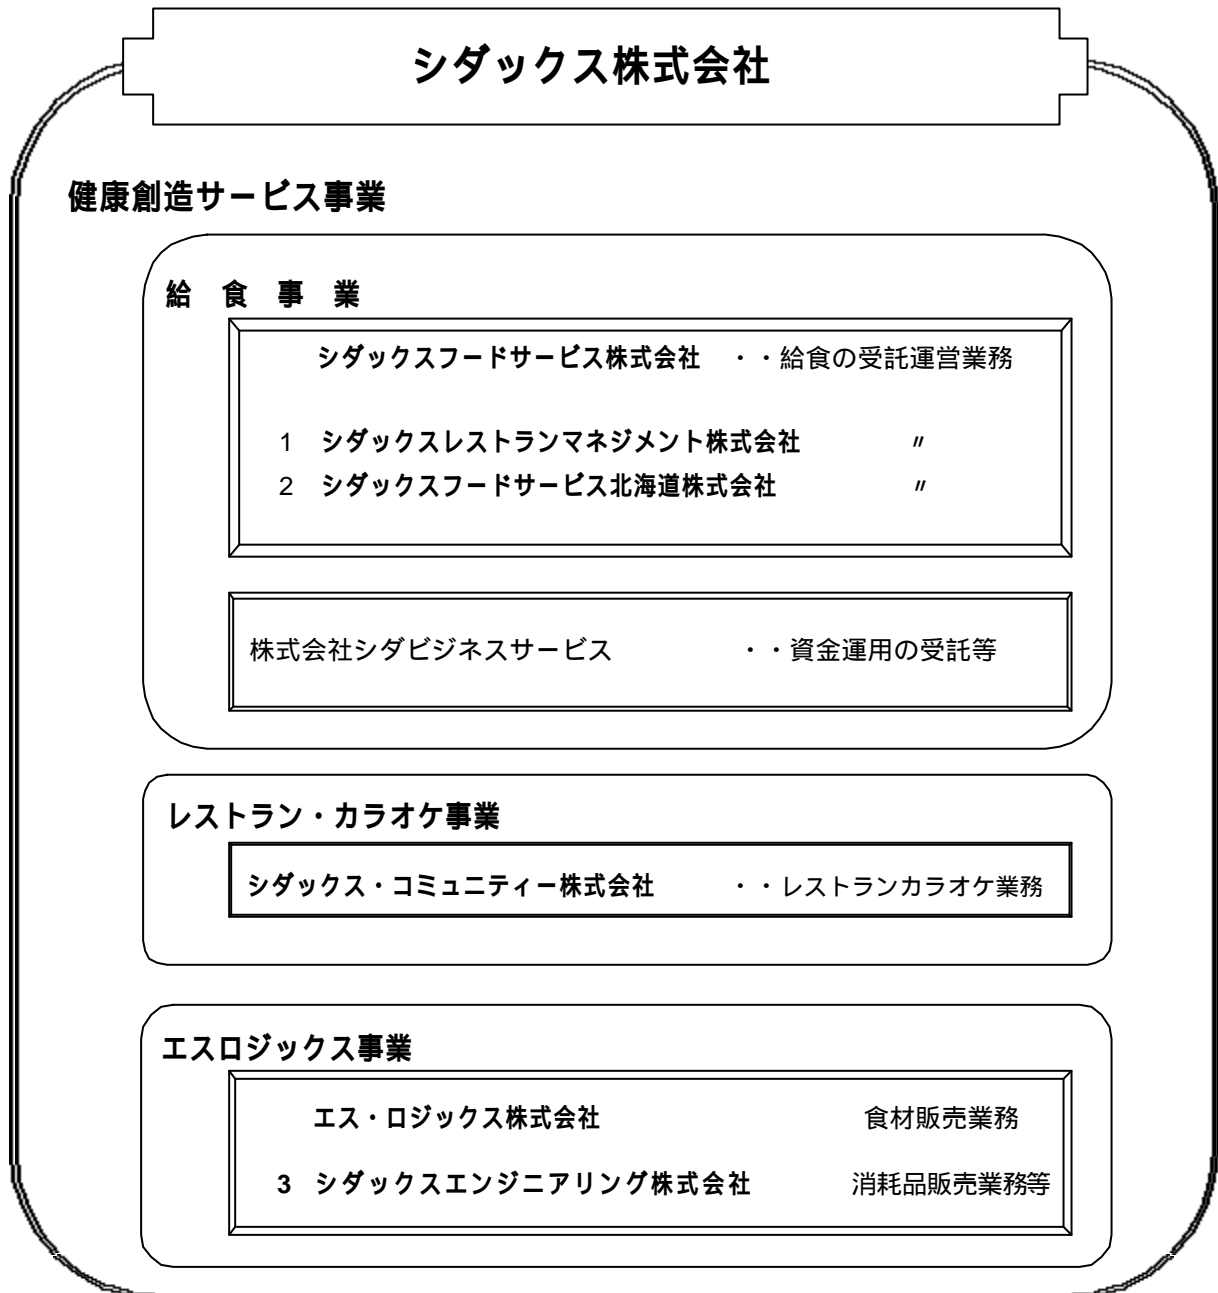 シダックス株式会社
健康創造サービス事業
給 食 事 業
シダックスフードサービス株式会社 ・・給食の受託運営業務
1 シダックスレストランマネジメント株式会社 〃
2 シダックスフードサービス北海道株式会社 〃
株式会社シダビジネスサービス ・・資金運用の受託等
レストラン・カラオケ事業
シダックス・コミュニティー株式会社 ・・レストランカラオケ業務
エスロジックス事業
エス・ロジックス株式会社 食材販売業務
3 シダックスエンジニアリング株式会社 消耗品販売業務等